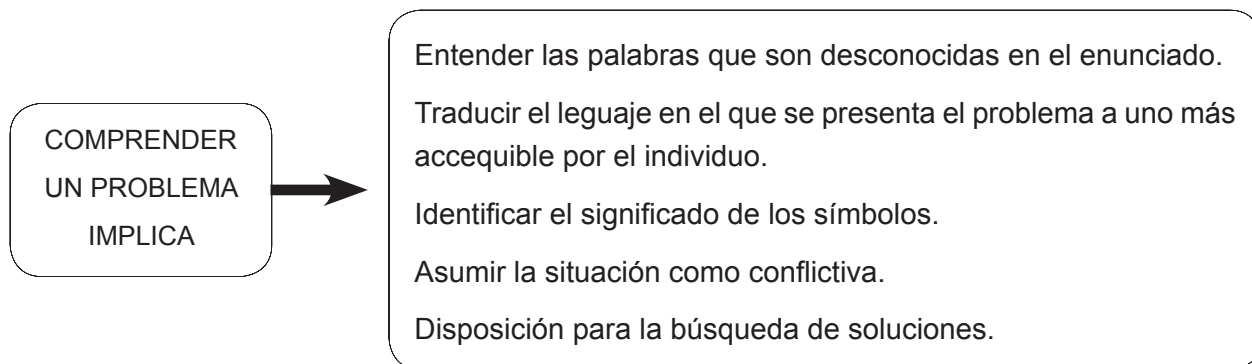 COMPRENDER
UN PROBLEMA
IMPLICA
Entender las palabras que son desconocidas en el enunciado.
Traducir el leguaje en el que se presenta el problema a uno más
accequible por el individuo.
Identificar el significado de los símbolos.
Asumir la situación como conflictiva.
Disposición para la búsqueda de soluciones.